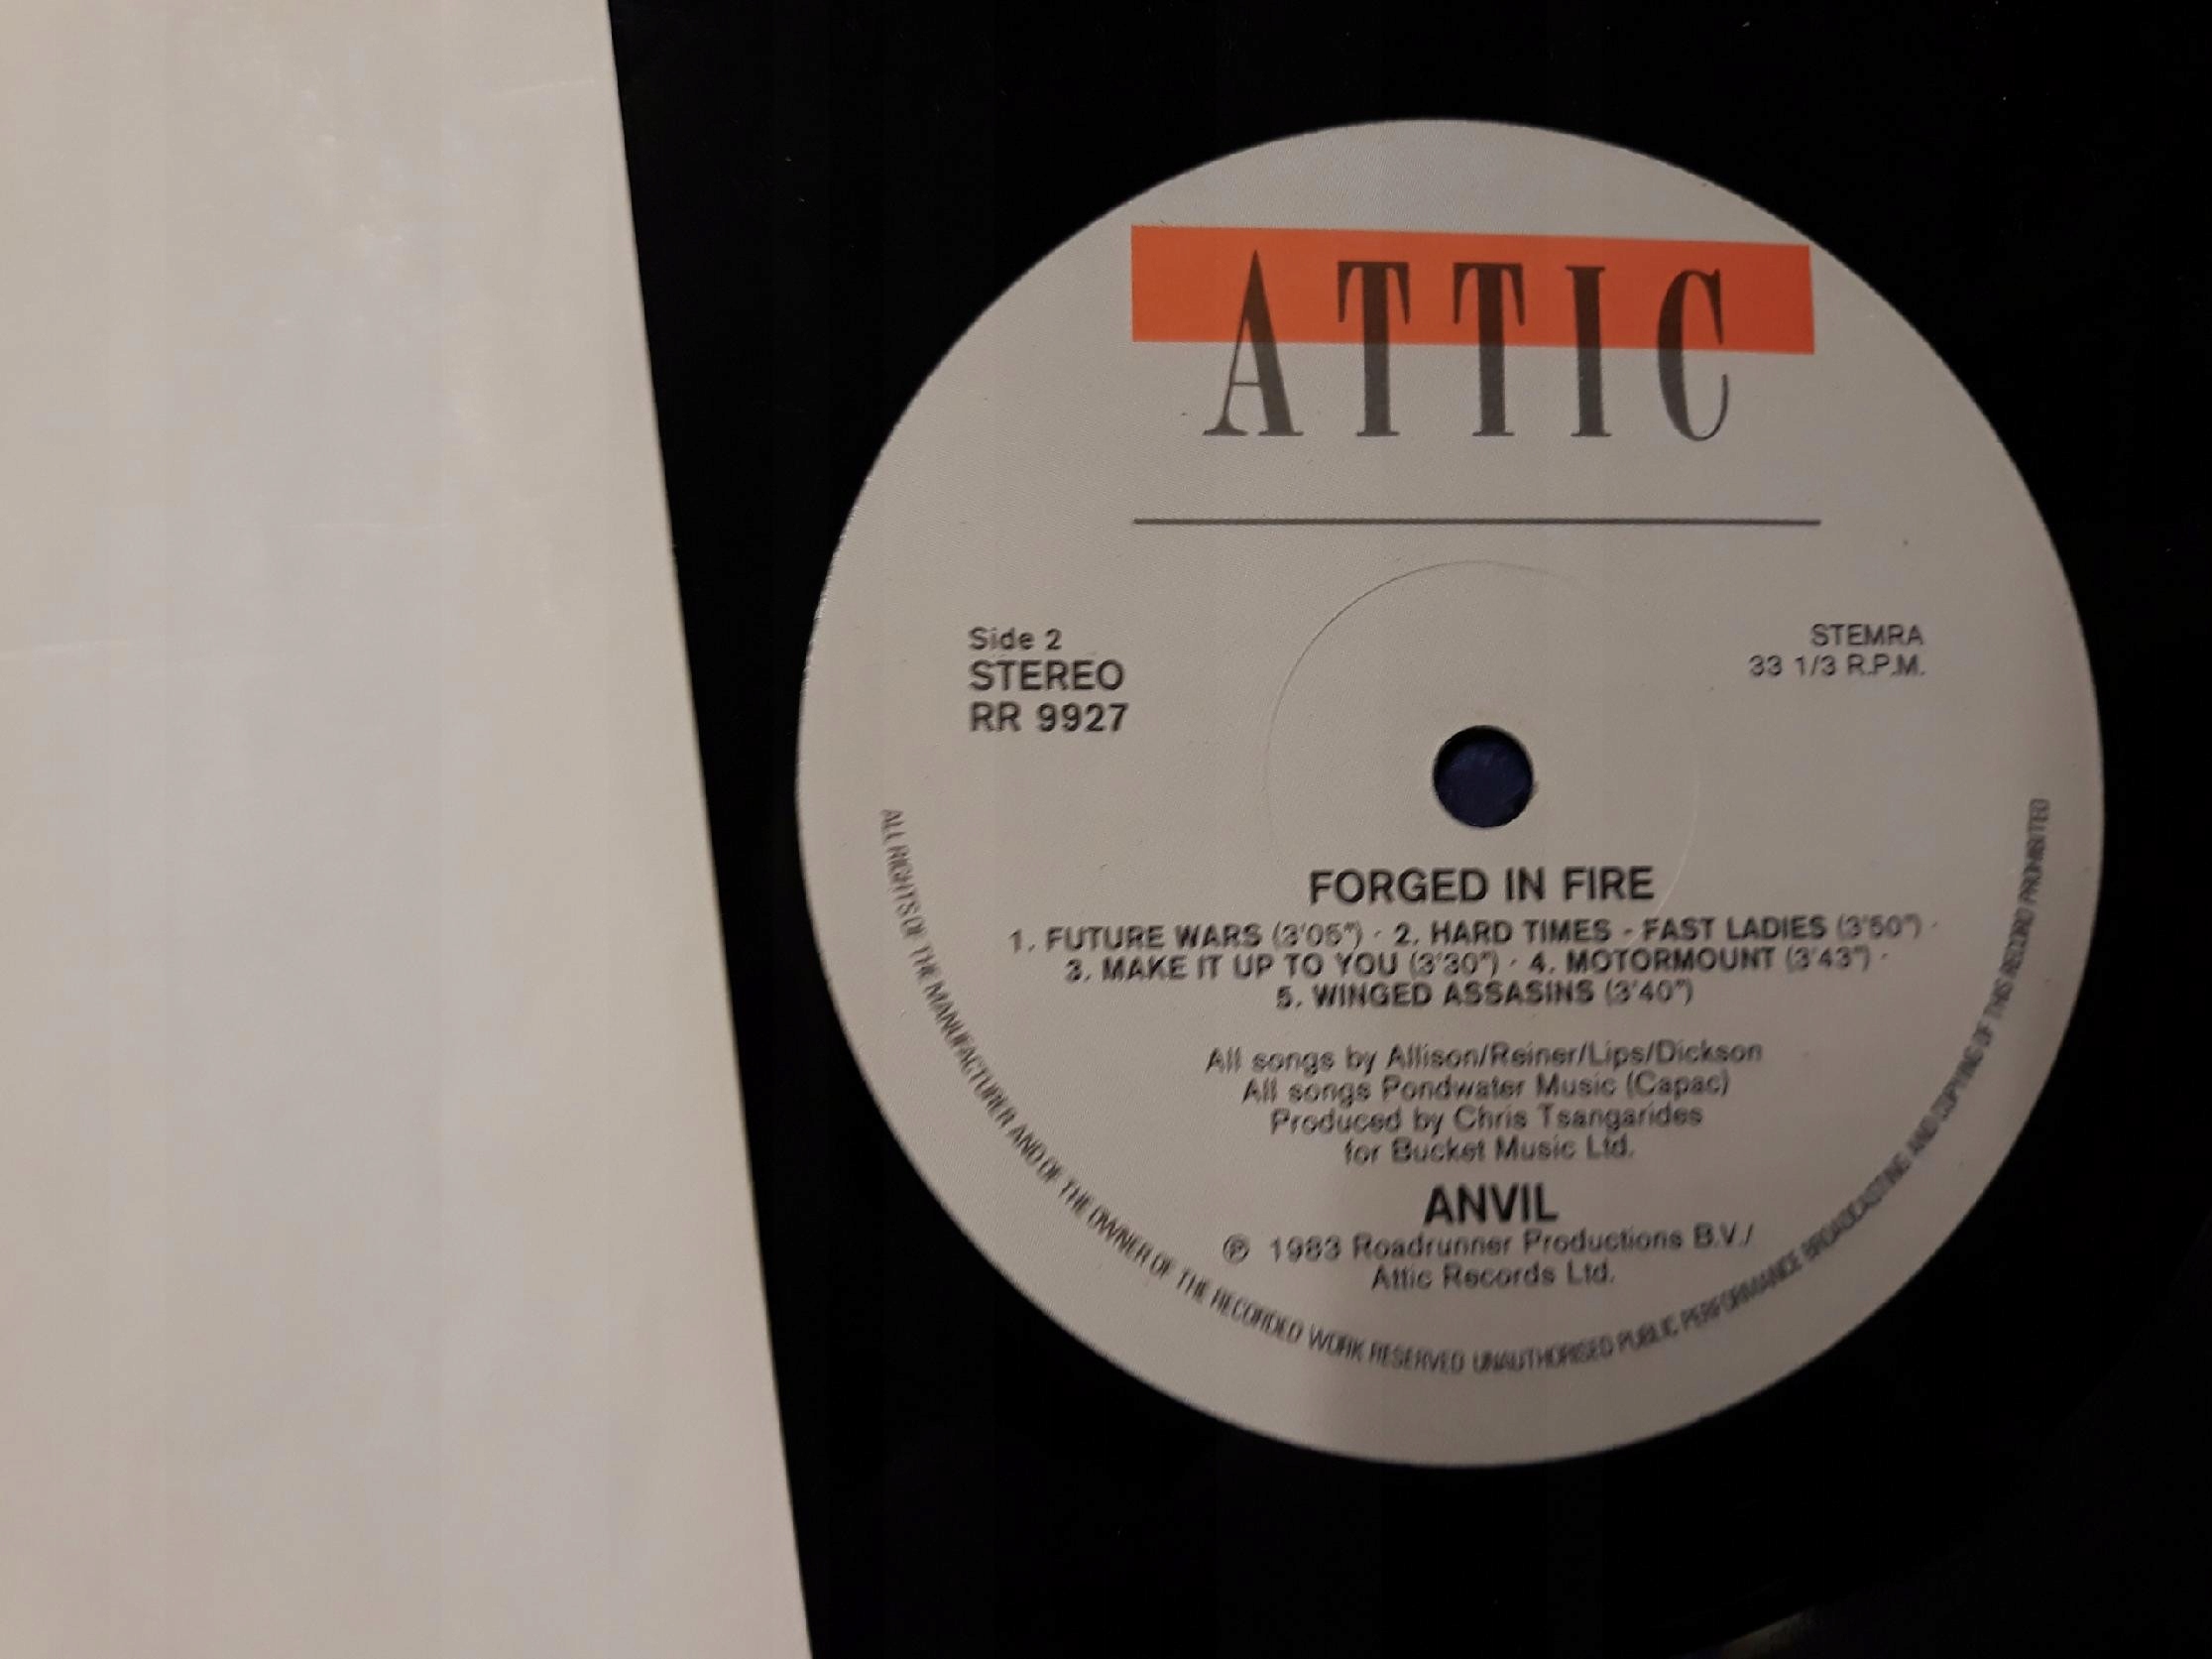 ATTIC
Side 2
STEREO
RR 9927
STEMRA
33 1/3 R.P.M.
FORGED IN FIRE
1. FUTURE WARS (3'05") · 2. HARD TIMES - FAST LADIES (3'50") ·
3. MAKE IT UP TO YOU (3'30") · 4. MOTORMOUNT (3'43") ·
5. WINGED ASSASINS (3'40")
All songs by Allison/Reiner/Lips/Dickson
All songs Pondwater Music (Capac)
Produced by Chris Tsangarides
for Bucket Music Ltd.
ANVIL
℗ 1983 Roadrunner Productions B.V./
Attic Records Ltd.
ALL RIGHTS OF THE MANUFACTURER AND OF THE OWNER OF THE RECORDED WORK RESERVED UNAUTHORISED PUBLIC PERFORMANCE BROADCASTING AND COPYING OF THIS RECORD PROHIBITED